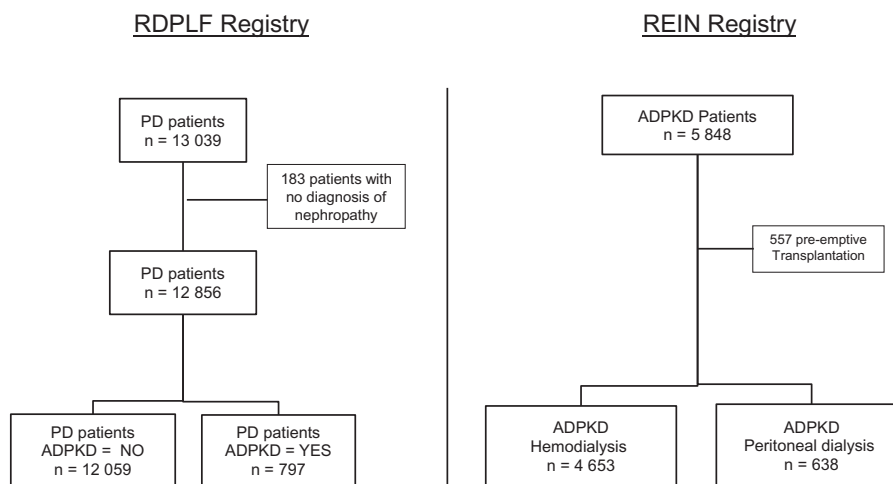 RDPLF Registry
PD patients
n = 13 039
183 patients with
no diagnosis of
nephropathy
PD patients
n = 12 856
PD patients
ADPKD = NO
n = 12 059
PD patients
ADPKD = YES
n = 797
REIN Registry
ADPKD Patients
n = 5 848
557 pre-emptive
Transplantation
ADPKD
Hemodialysis
n = 4 653
ADPKD
Peritoneal dialysis
n = 638